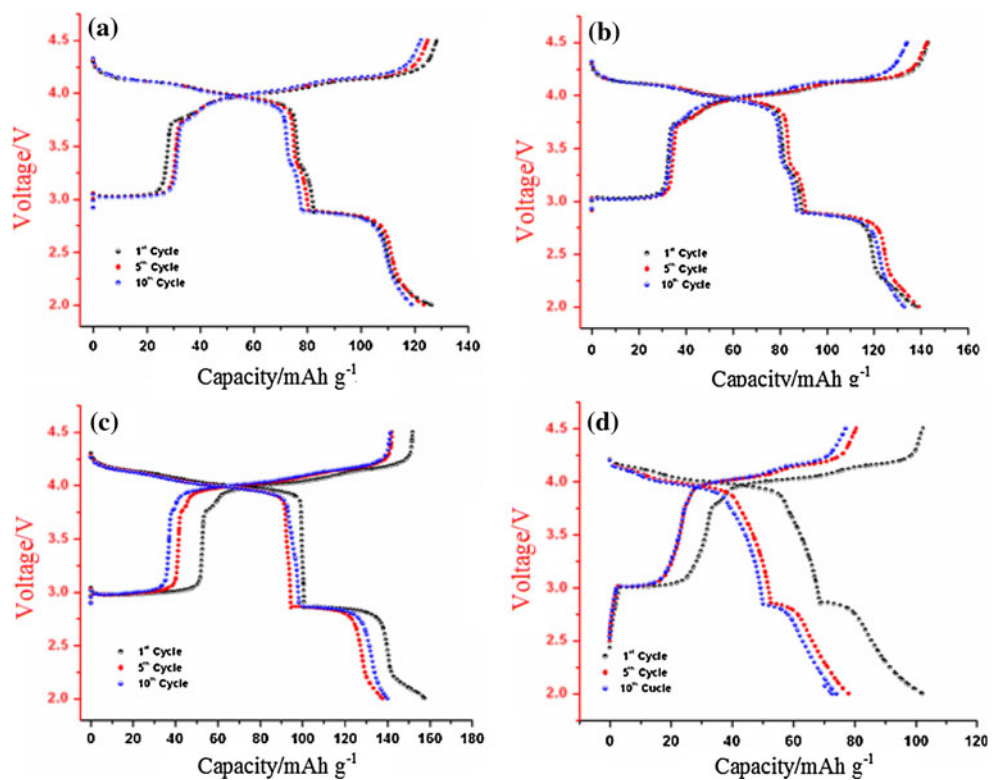 (a)
4.5
4.0
3.5
3.0
2.5
2.0
Voltage/V
1st Cycle
5th Cycle
10th Cycle
0 20 40 60 80 100 120 140
Capacity/mAh g-1
(b)
4.5
4.0
3.5
3.0
2.5
2.0
Voltage/V
1st Cycle
5th Cycle
10th Cycle
0 20 40 60 80 100 120 140 160
Capacity/mAh g-1
(c)
4.5
4.0
3.5
3.0
2.5
2.0
Voltage/V
1st Cycle
5th Cycle
10th Cycle
0 20 40 60 80 100 120 140 160 180
Capacity/mAh g-1
(d)
4.5
4.0
3.5
3.0
2.5
2.0
Voltage/V
1st Cycle
5th Cycle
10th Cucle
0 20 40 60 80 100 120
Capacity/mAh g-1